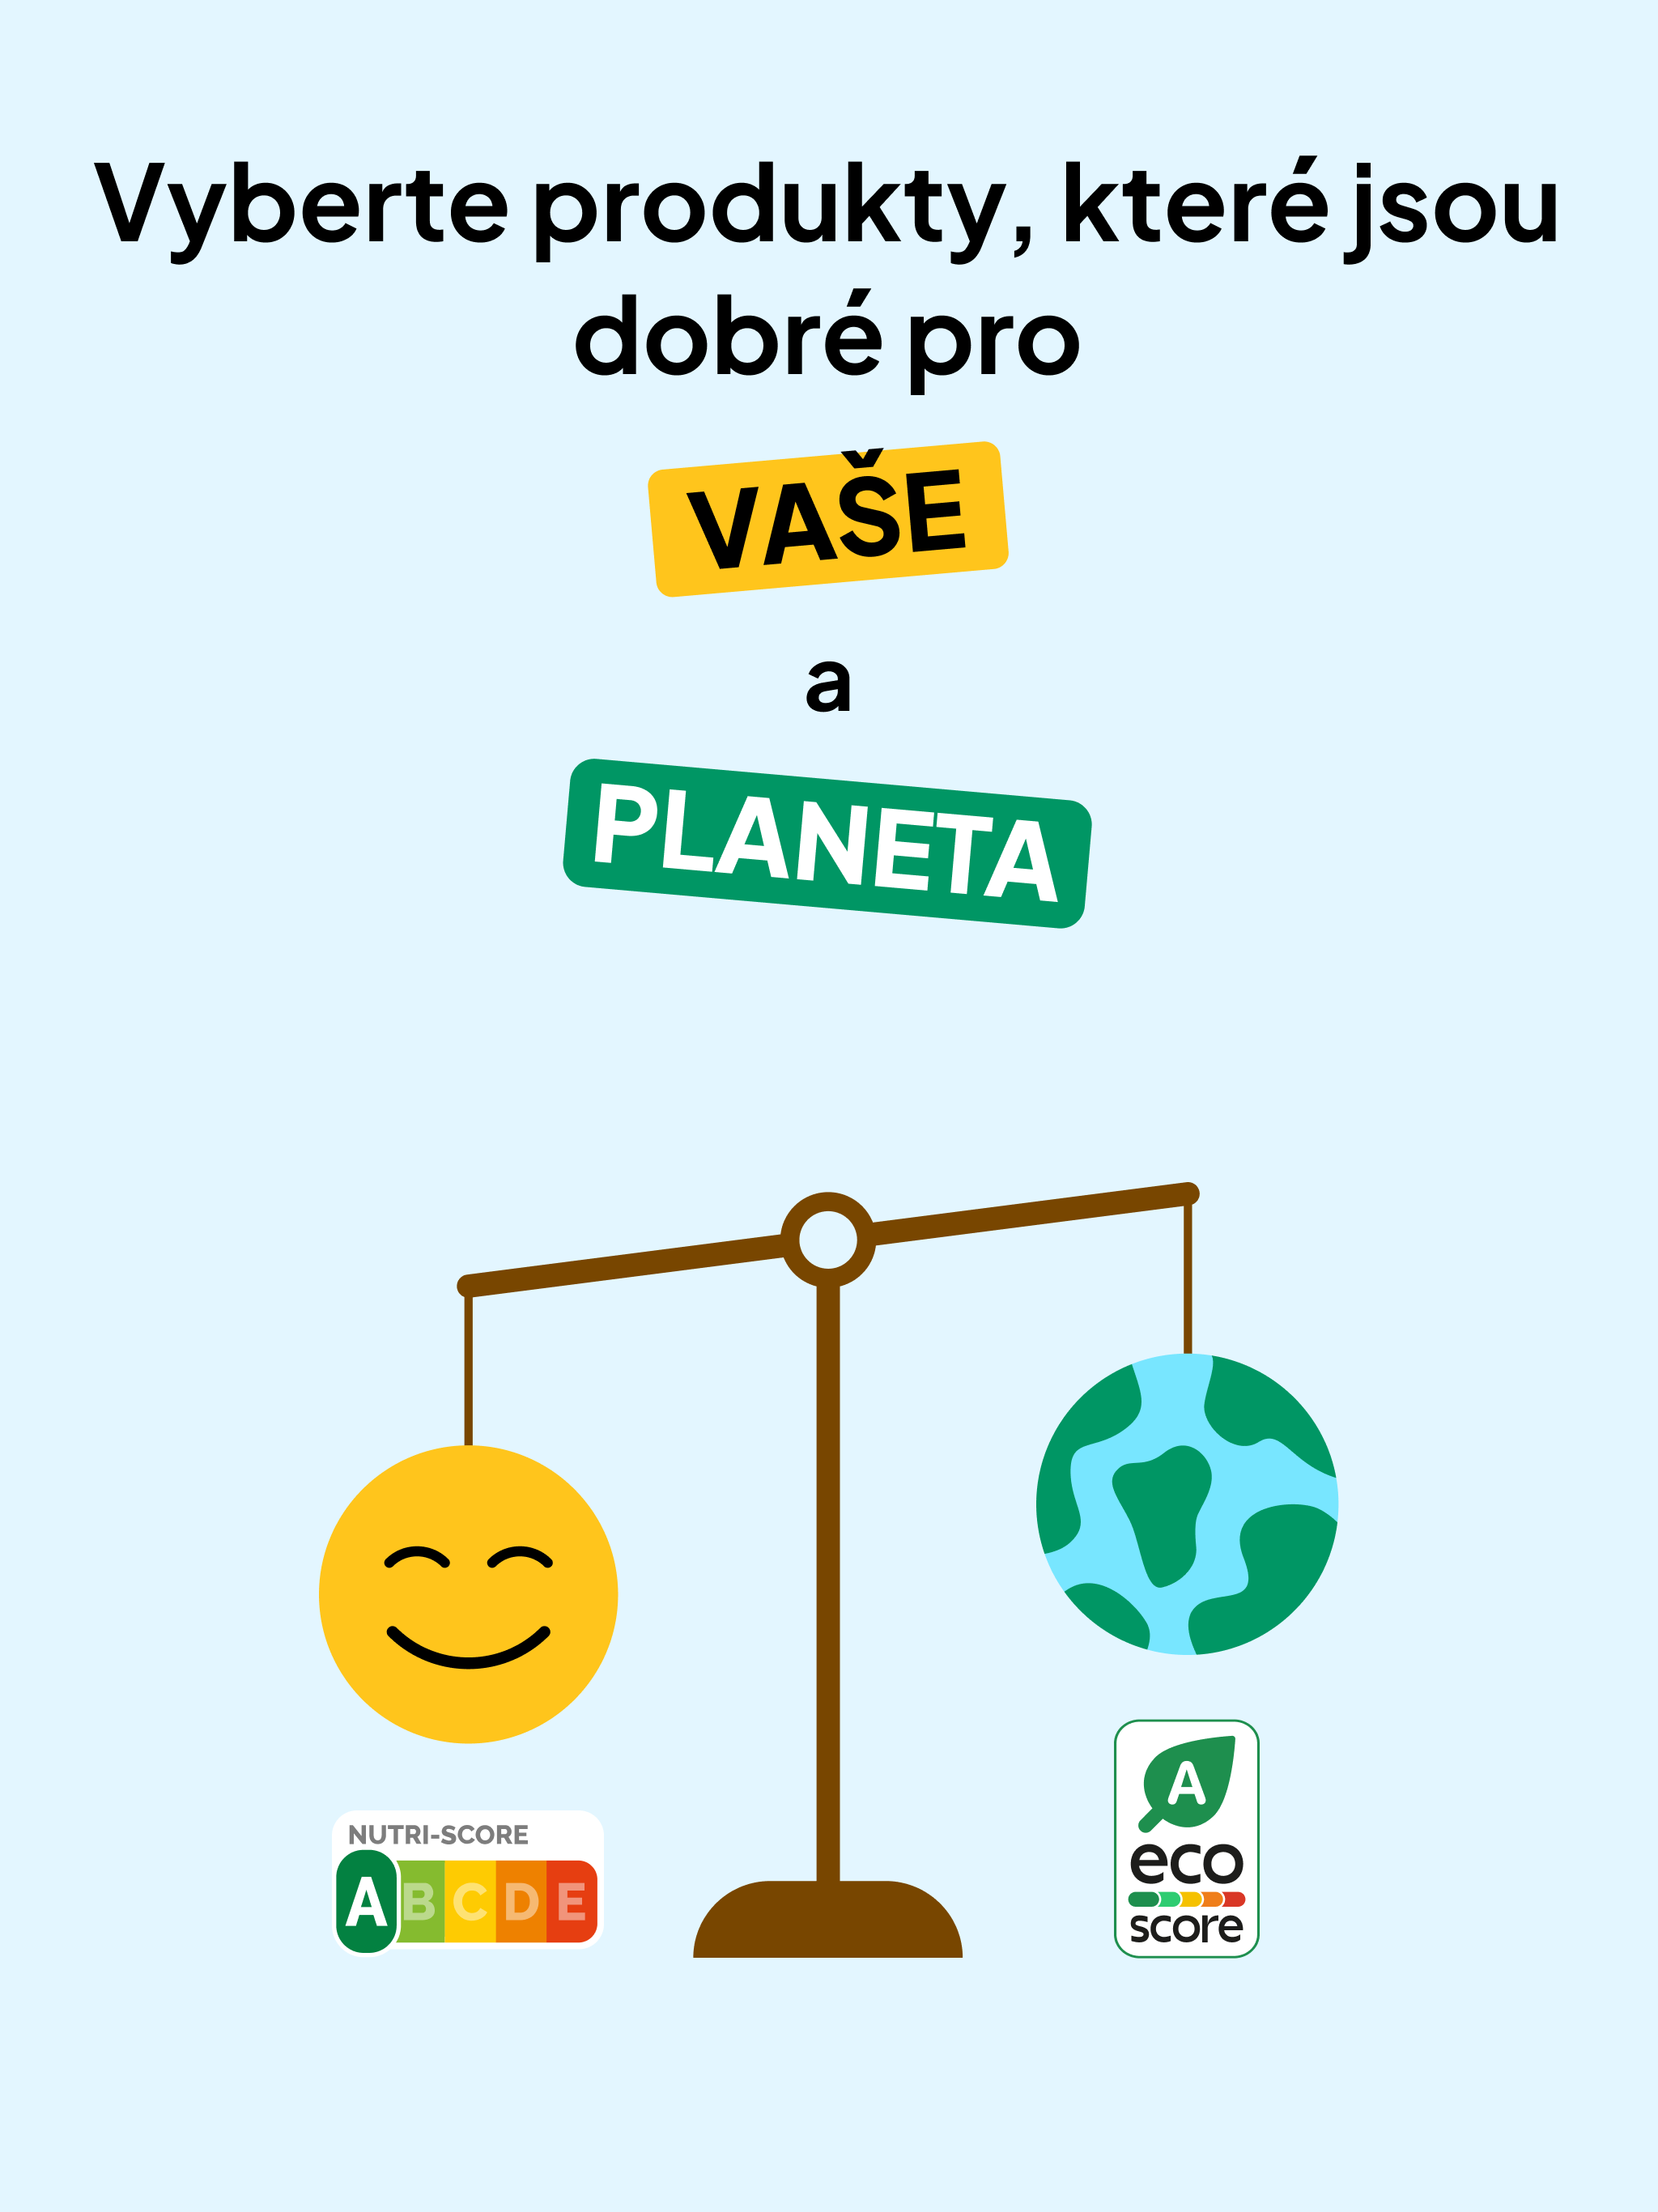 Vyberte produkty, které jsou
dobré pro
VAŠE
a
PLANETA
NUTRI-SCORE
A B C D E
A
eco
score